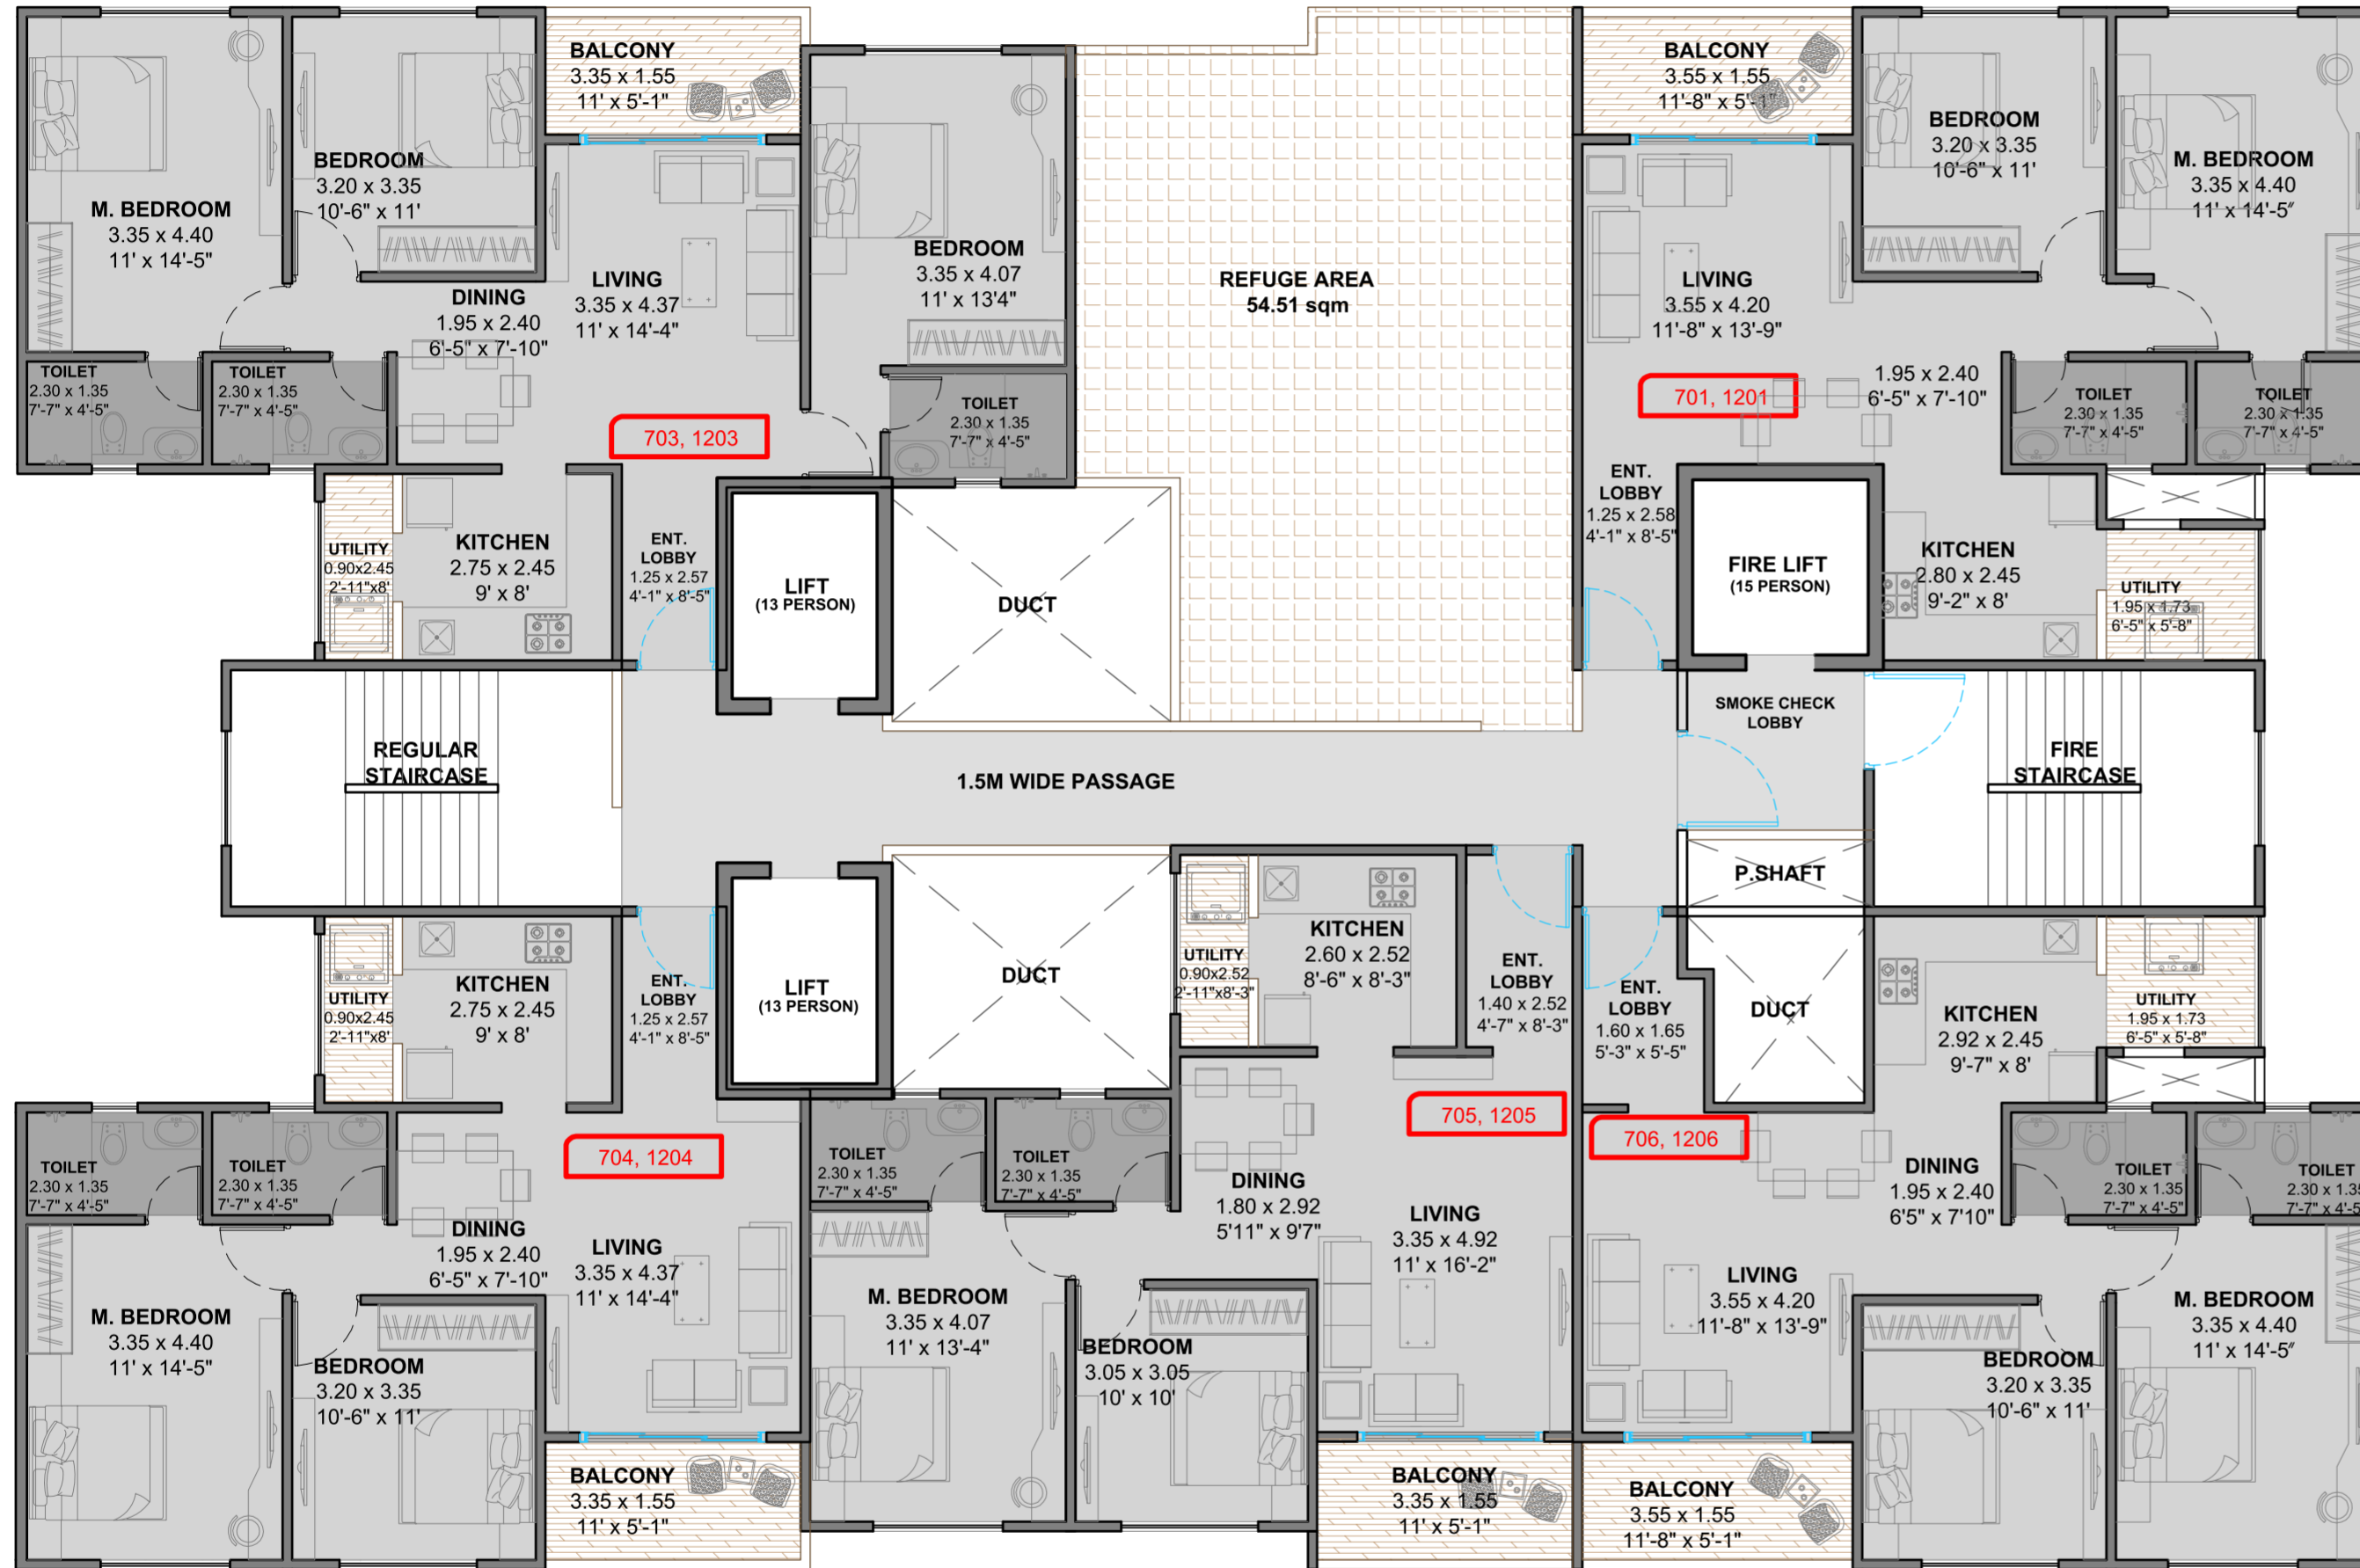 BALCONY
3.35 x 1.55
11' x 5'-1"
BEDROOM
3.20 x 3.35
10'-6" x 11'
M. BEDROOM
3.35 x 4.40
11' x 14'-5"
LIVING
3.35 x 4.37
11' x 14'-4"
DINING
1.95 x 2.40
6'-5" x 7'-10"
BEDROOM
3.35 x 4.07
11' x 13'4"
TOILET
2.30 x 1.35
7'-7" x 4'-5"
TOILET
2.30 x 1.35
7'-7" x 4'-5"
TOILET
2.30 x 1.35
7'-7" x 4'-5"
703, 1203
UTILITY
0.90x2.45
2'-11"x8'
KITCHEN
2.75 x 2.45
9' x 8'
ENT.
LOBBY
1.25 x 2.57
4'-1" x 8'-5"
LIFT
(13 PERSON)
DUCT
REFUGE AREA
54.51 sqm
BALCONY
3.55 x 1.55
11'-8" x 5'-1"
BEDROOM
3.20 x 3.35
10'-6" x 11'
M. BEDROOM
3.35 x 4.40
11' x 14'-5"
LIVING
3.55 x 4.20
11'-8" x 13'-9"
701, 1201
1.95 x 2.40
6'-5" x 7'-10"
TOILET
2.30 x 1.35
7'-7" x 4'-5"
TOILET
2.30 x 1.35
7'-7" x 4'-5"
ENT.
LOBBY
1.25 x 2.58
4'-1" x 8'-5"
FIRE LIFT
(15 PERSON)
KITCHEN
2.80 x 2.45
9'-2" x 8'
UTILITY
1.95 x 1.73
6'-5" x 5'-8"
REGULAR
STAIRCASE
1.5M WIDE PASSAGE
SMOKE CHECK
LOBBY
FIRE
STAIRCASE
P.SHAFT
UTILITY
0.90x2.45
2'-11"x8'
KITCHEN
2.75 x 2.45
9' x 8'
ENT.
LOBBY
1.25 x 2.57
4'-1" x 8'-5"
LIFT
(13 PERSON)
DUCT
TOILET
2.30 x 1.35
7'-7" x 4'-5"
TOILET
2.30 x 1.35
7'-7" x 4'-5"
704, 1204
DINING
1.95 x 2.40
6'-5" x 7'-10"
LIVING
3.35 x 4.37
11' x 14'-4"
M. BEDROOM
3.35 x 4.40
11' x 14'-5"
BEDROOM
3.20 x 3.35
10'-6" x 11'
BALCONY
3.35 x 1.55
11' x 5'-1"
UTILITY
0.90x2.52
2'-11"x8'-3"
KITCHEN
2.60 x 2.52
8'-6" x 8'-3"
ENT.
LOBBY
1.40 x 2.52
4'-7" x 8'-3"
705, 1205
TOILET
2.30 x 1.35
7'-7" x 4'-5"
TOILET
2.30 x 1.35
7'-7" x 4'-5"
DINING
1.80 x 2.92
5'11" x 9'7"
LIVING
3.35 x 4.92
11' x 16'-2"
M. BEDROOM
3.35 x 4.07
11' x 13'-4"
BEDROOM
3.05 x 3.05
10' x 10'
BALCONY
3.35 x 1.55
11' x 5'-1"
ENT.
LOBBY
1.60 x 1.65
5'-3" x 5'-5"
DUCT
KITCHEN
2.92 x 2.45
9'-7" x 8'
UTILITY
1.95 x 1.73
6'-5" x 5'-8"
706, 1206
DINING
1.95 x 2.40
6'5" x 7'10"
TOILET
2.30 x 1.35
7'-7" x 4'-5"
TOILET
2.30 x 1.35
7'-7" x 4'-5
LIVING
3.55 x 4.20
11'-8" x 13'-9"
M. BEDROOM
3.35 x 4.40
11' x 14'-5"
BEDROOM
3.20 x 3.35
10'-6" x 11'
BALCONY
3.55 x 1.55
11'-8" x 5'-1"